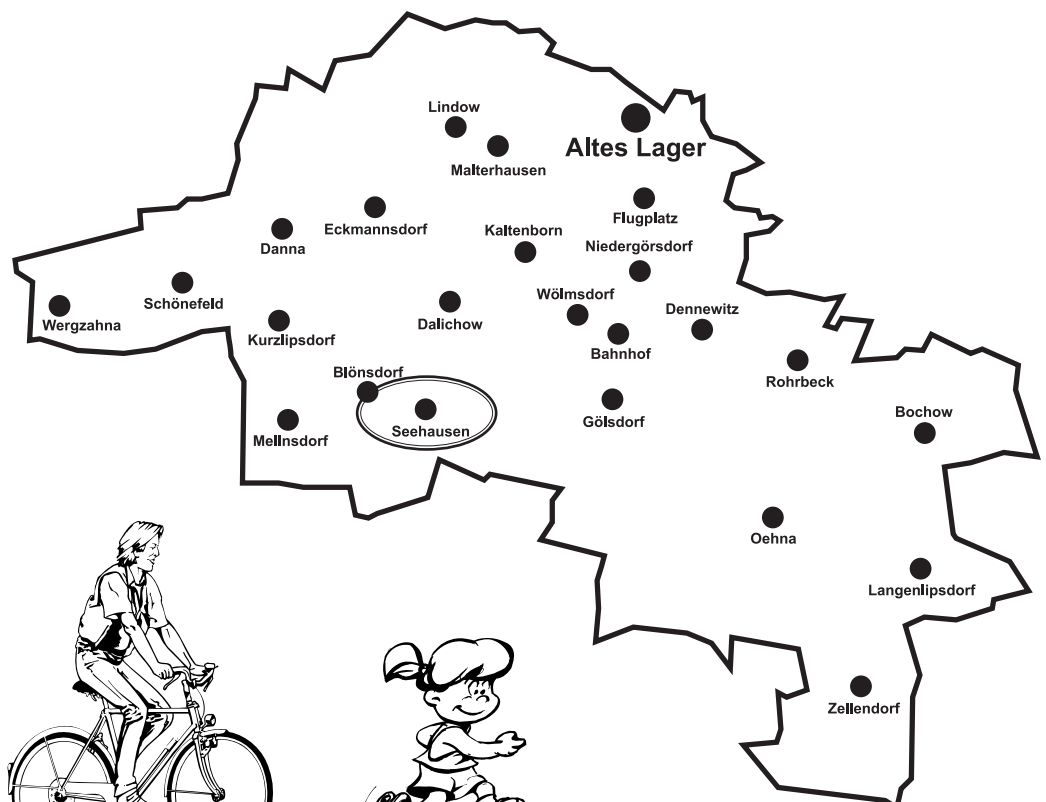 Lindow
Altes Lager
Malterhausen
Flugplatz
Eckmannsdorf
Kaltenborn
Danna
Niedergörsdorf
Schönefeld
Wölmsdorf
Dennewitz
Wergzahna
Dalichow
Kurzlipsdorf
Bahnhof
Blönsdorf
Rohrbeck
Bochow
Gölsdorf
Seehausen
Mellnsdorf
Oehna
Langenlipsdorf
Zellendorf